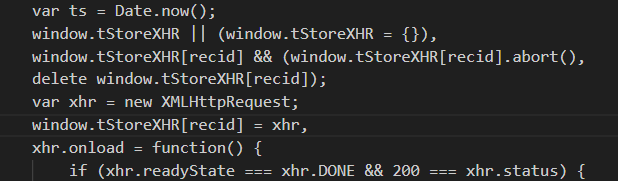 var ts = Date.now();
window.tStoreXHR || (window.tStoreXHR = {}),
window.tStoreXHR[recid] && (window.tStoreXHR[recid].abort(),
delete window.tStoreXHR[recid]);
var xhr = new XMLHttpRequest;
window.tStoreXHR[recid] = xhr,
xhr.onload = function() {
if (xhr.readyState === xhr.DONE && 200 === xhr.status) {